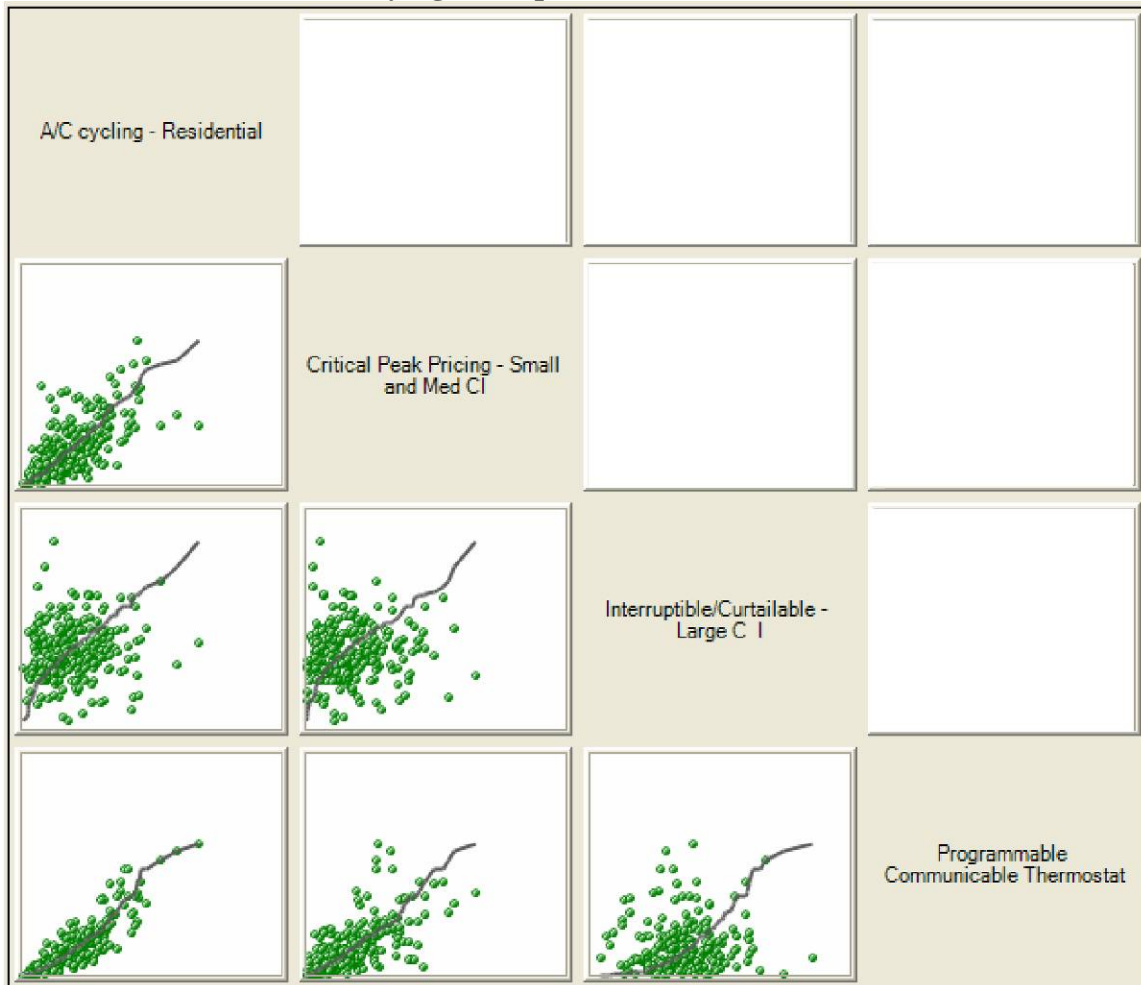 A/C cycling - Residential
Critical Peak Pricing - Small
and Med CI
Interruptible/Curtailable -
Large C I
Programmable
Communicable Thermostat